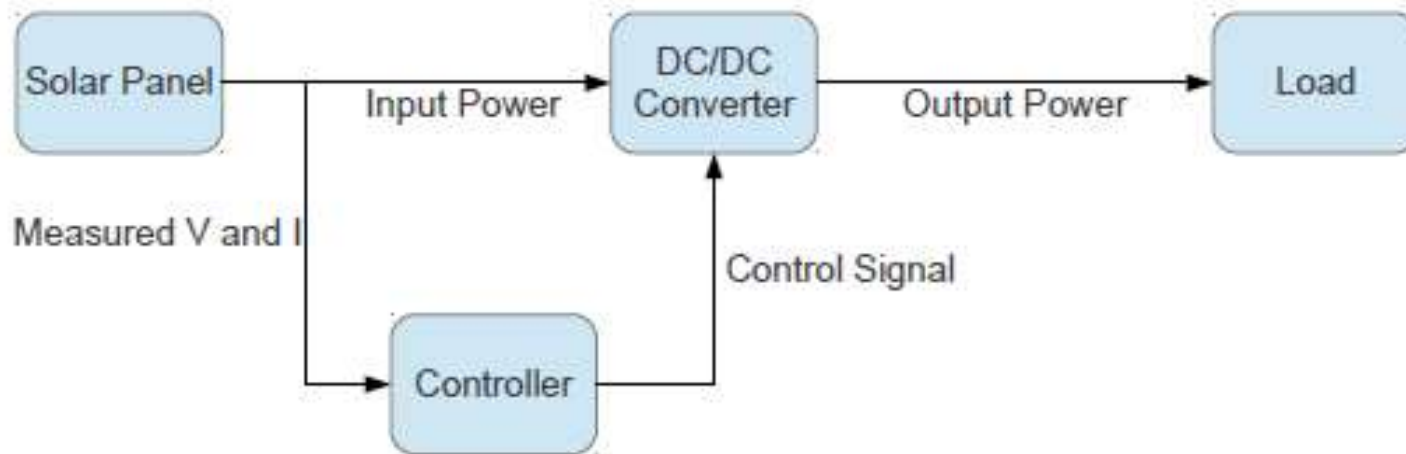 Solar Panel
Input Power
DC/DC
Converter
Output Power
Load
Measured V and I
Control Signal
Controller